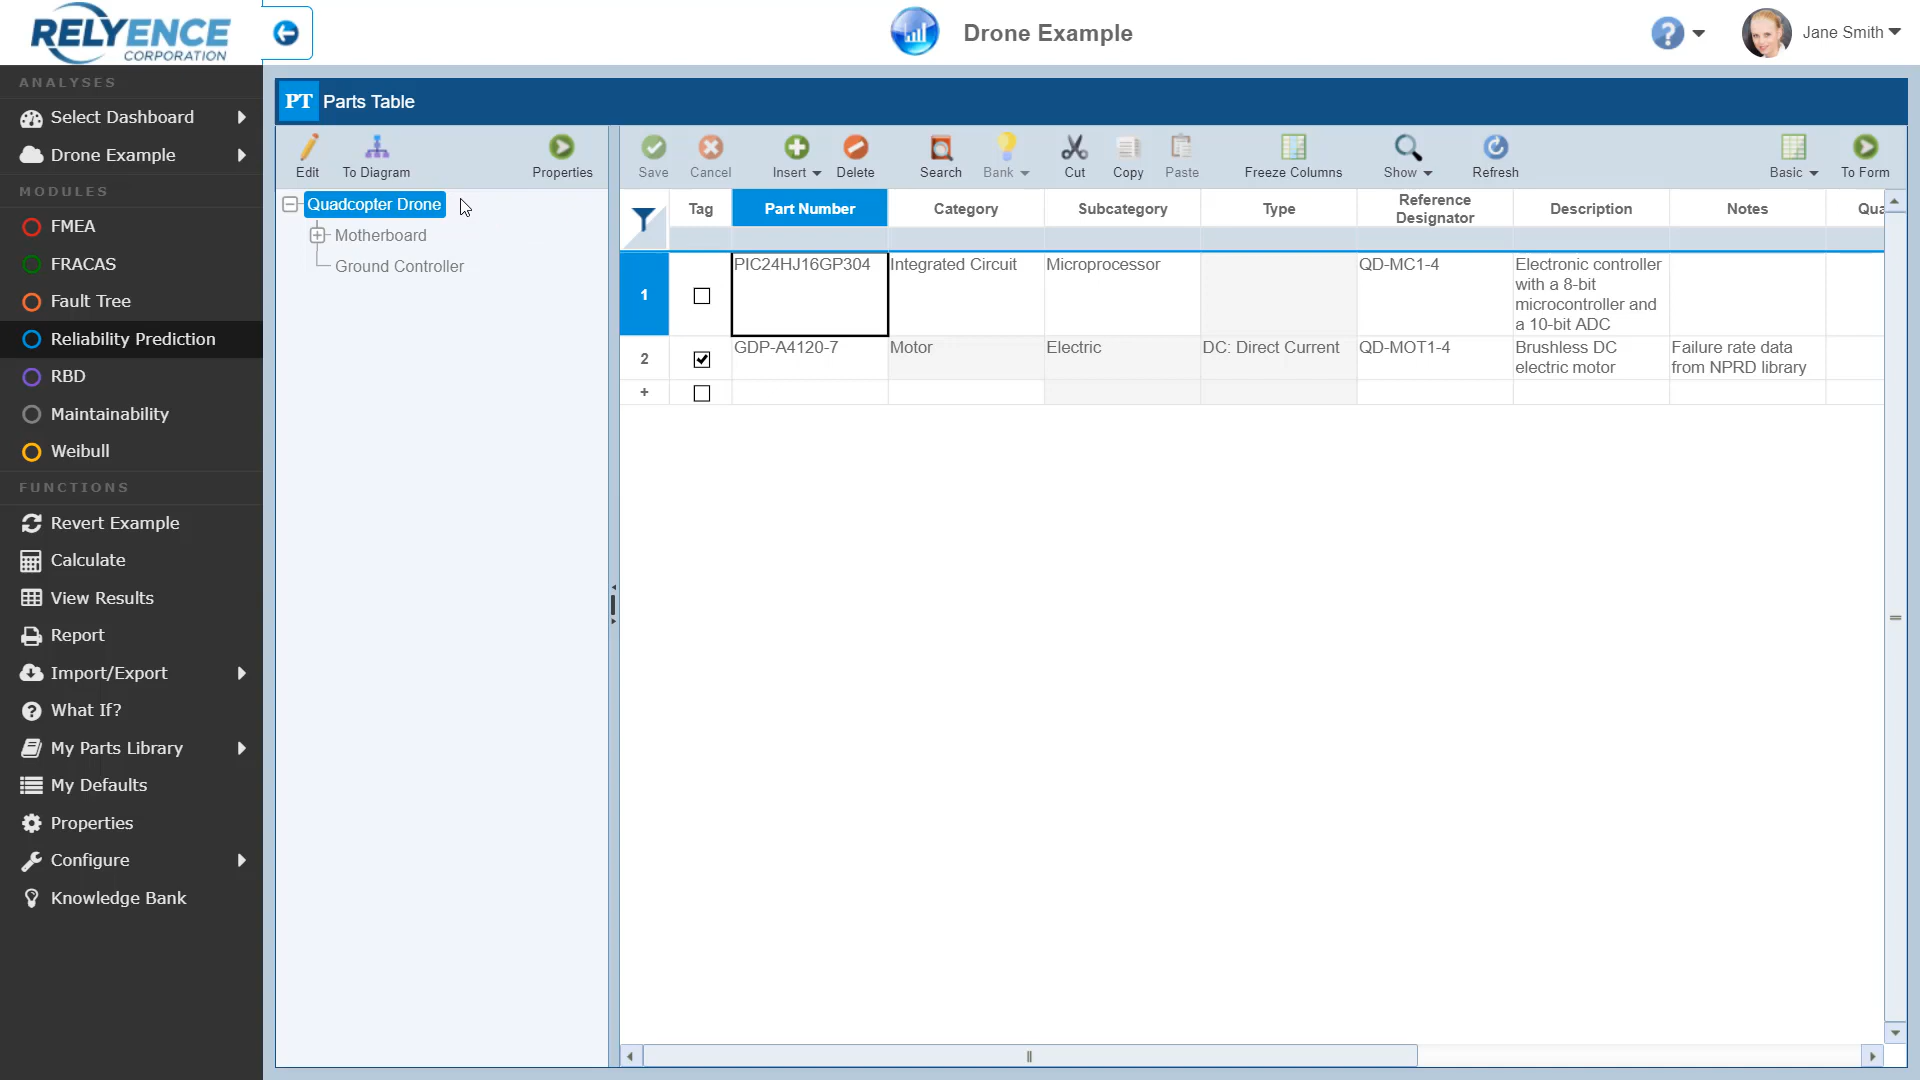 RELYENCE
CORPORATION
Drone Example
?
Jane Smith
ANALYSES
Select Dashboard
Drone Example
MODULES
FMEA
FRACAS
Fault Tree
Reliability Prediction
RBD
Maintainability
Weibull
FUNCTIONS
Revert Example
Calculate
View Results
Report
Import/Export
What If?
My Parts Library
My Defaults
Properties
Configure
Knowledge Bank
PT Parts Table
Edit To Diagram Properties
Quadcopter Drone
Motherboard
Ground Controller
Save Cancel Insert Delete Search Bank Cut Copy Paste Freeze Columns Show Refresh Basic To Form
Tag Part Number Category Subcategory Type Reference Designator Description Notes Qua
1 PIC24HJ16GP304 Integrated Circuit Microprocessor QD-MC1-4 Electronic controller
with a 8-bit
microcontroller and
a 10-bit ADC
2 GDP-A4120-7 Motor Electric DC: Direct Current QD-MOT1-4 Brushless DC Failure rate data
electric motor from NPRD library
+